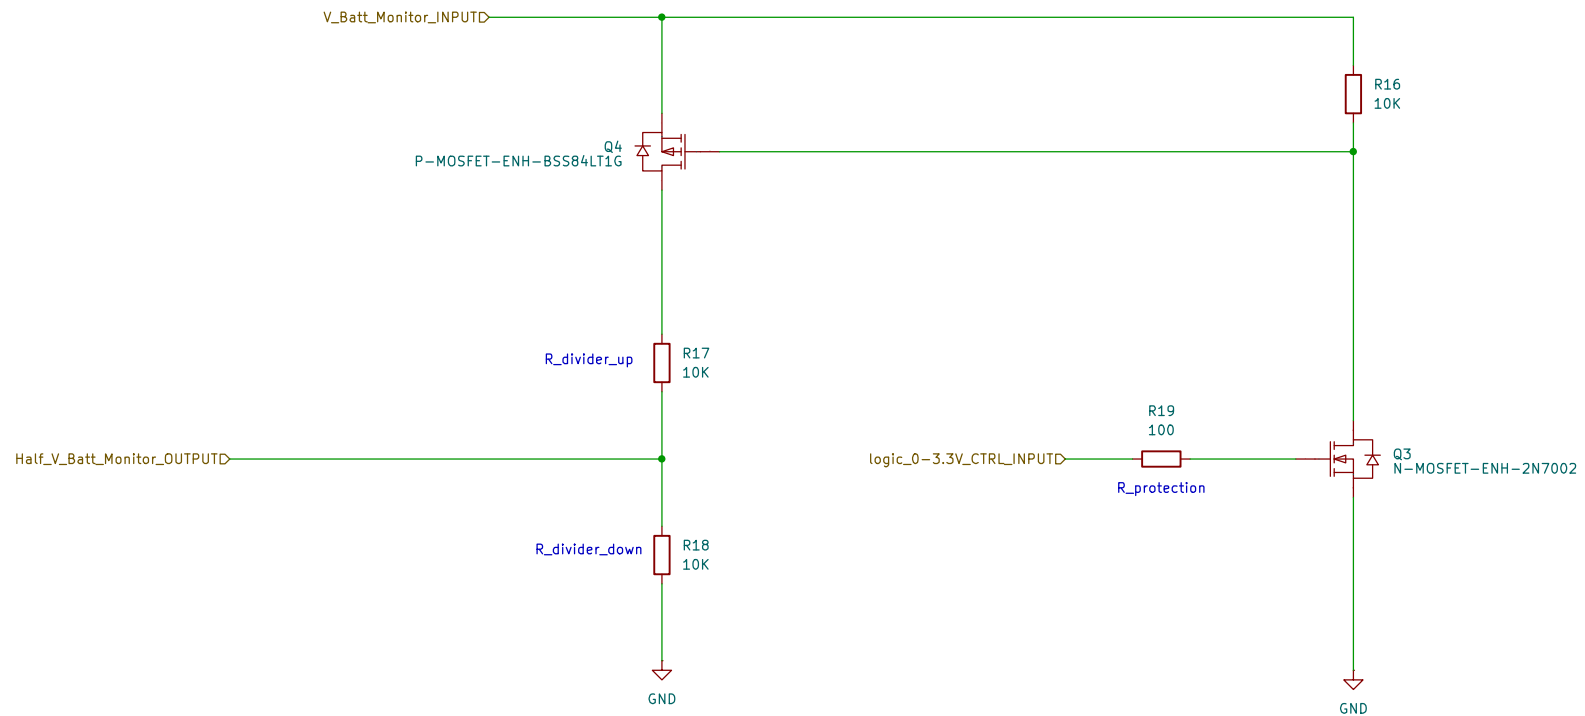 V_Batt_Monitor_INPUT
R16
10K
Q4
P-MOSFET-ENH-BSS84LT1G
R_divider_up
R17
10K
R19
100
Half_V_Batt_Monitor_OUTPUT
logic_0-3.3V_CTRL_INPUT
Q3
N-MOSFET-ENH-2N7002
R_protection
R_divider_down
R18
10K
GND
GND